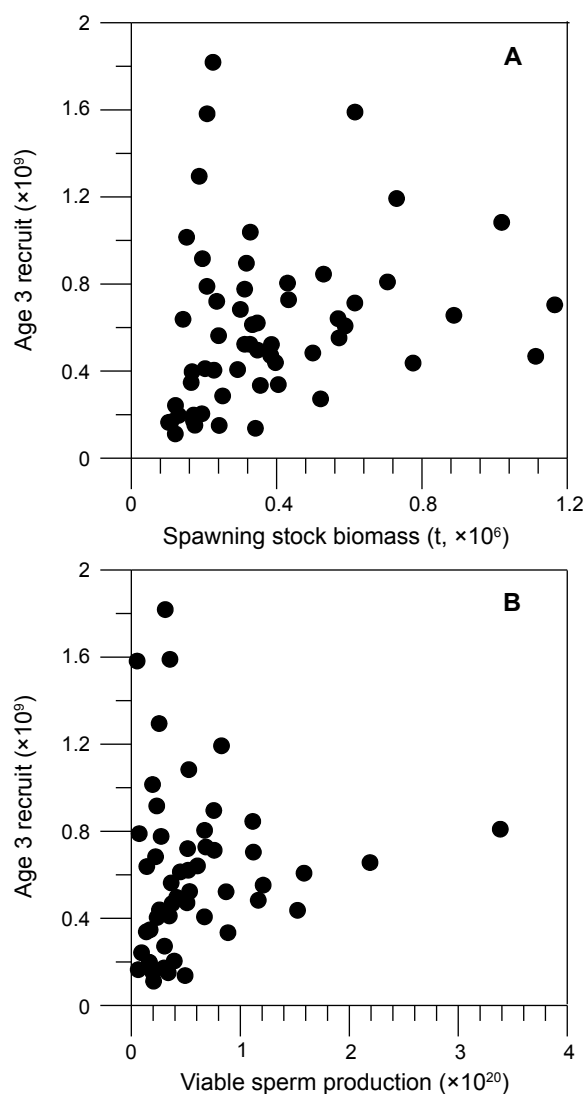 2
A
1.6
1.2
0.8
0.4
0
Age 3 recruit (×10⁹)
0 0.4 0.8 1.2
Spawning stock biomass (t, ×10⁶)
2
B
1.6
1.2
0.8
0.4
0
Age 3 recruit (×10⁹)
0 1 2 3 4
Viable sperm production (×10²⁰)